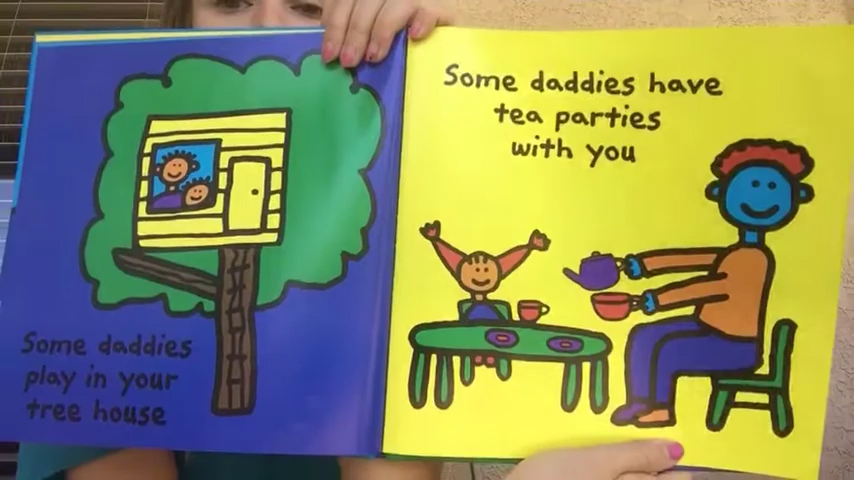 Some daddies
play in your
tree house
Some daddies have
tea parties
with you